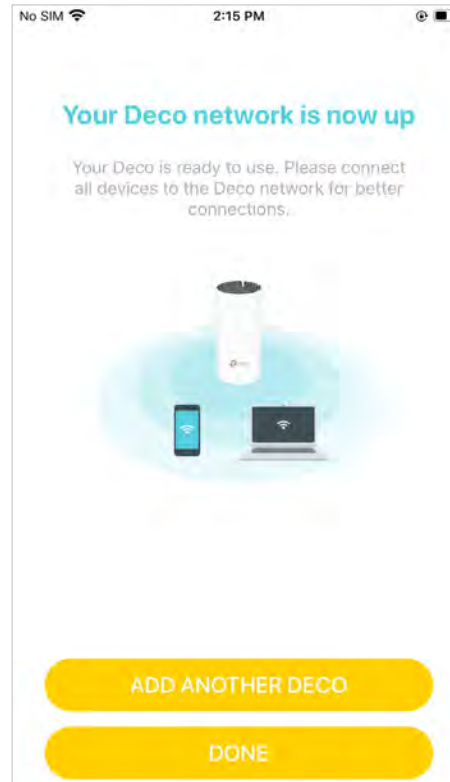 No SIM 2:15 PM
Your Deco network is now up
Your Deco is ready to use. Please connect
all devices to the Deco network for better
connections.
ADD ANOTHER DECO
DONE